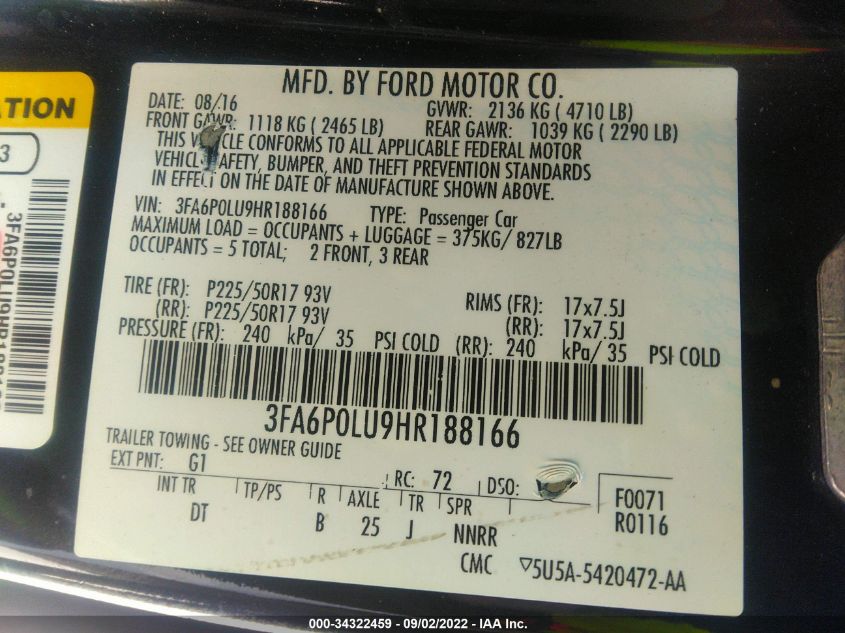 ATION
3
3FA6P0LU9HR188166
MFD. BY FORD MOTOR CO.
DATE: 08/16 GVWR: 2136 KG ( 4710 LB)
FRONT GAWR: 1118 KG ( 2465 LB) REAR GAWR: 1039 KG ( 2290 LB)
THIS VEHICLE CONFORMS TO ALL APPLICABLE FEDERAL MOTOR
VEHICLE SAFETY, BUMPER, AND THEFT PREVENTION STANDARDS
IN EFFECT ON THE DATE OF MANUFACTURE SHOWN ABOVE.
VIN: 3FA6P0LU9HR188166 TYPE: Passenger Car
MAXIMUM LOAD = OCCUPANTS + LUGGAGE = 375KG/ 827LB
OCCUPANTS = 5 TOTAL; 2 FRONT, 3 REAR
TIRE (FR): P225/50R17 93V RIMS (FR): 17x7.5J
(RR): P225/50R17 93V (RR): 17x7.5J
PRESSURE (FR): 240 kPa/ 35 PSI COLD (RR): 240 kPa/ 35 PSI COLD
3FA6P0LU9HR188166
TRAILER TOWING - SEE OWNER GUIDE
EXT PNT: G1 RC: 72 DSO:
INT TR TP/PS R AXLE TR SPR
DT B 25 J NNRR
F0071
R0116
CMC ▽5U5A-5420472-AA
000-34322459 - 09/02/2022 - IAA Inc.